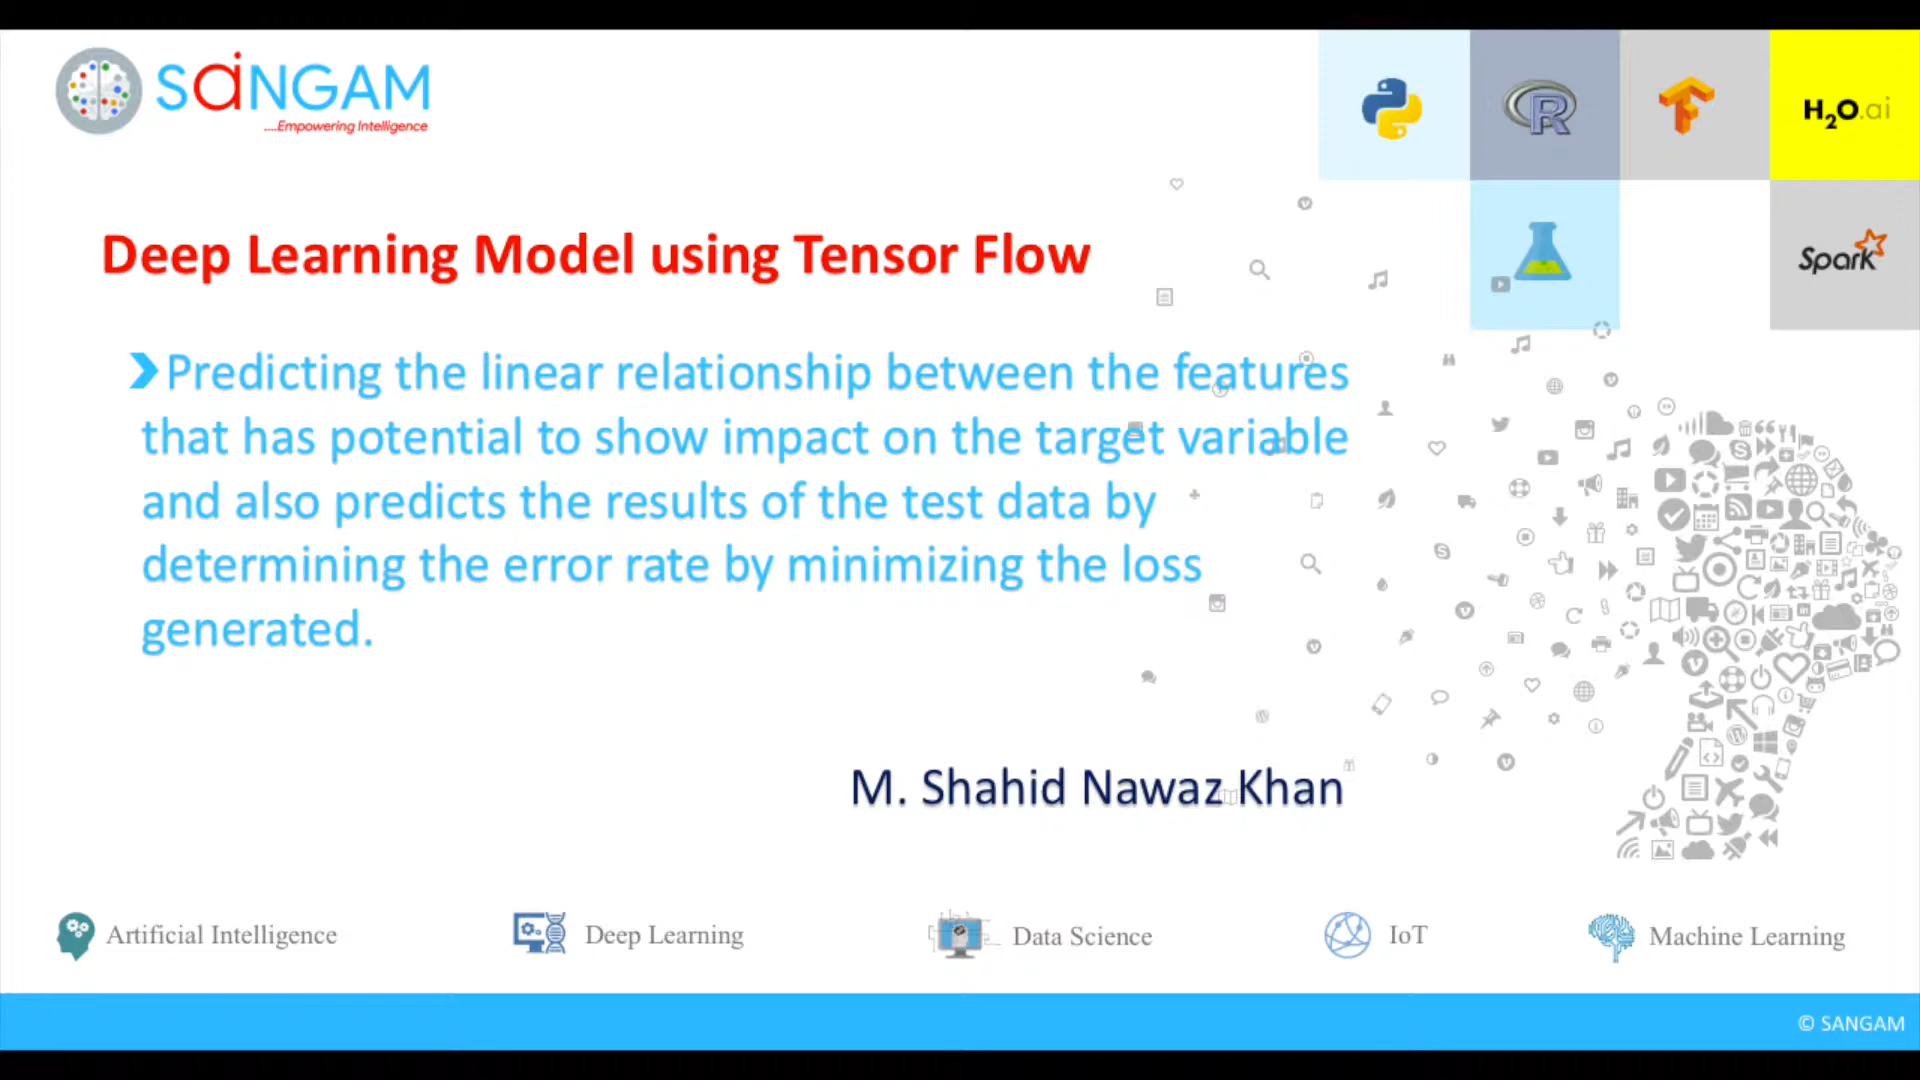 SaiNGAM
....Empowering Intelligence
R
H2O.ai
Spark
Deep Learning Model using Tensor Flow
Predicting the linear relationship between the features
that has potential to show impact on the target variable
and also predicts the results of the test data by
determining the error rate by minimizing the loss
generated.
M. Shahid Nawaz Khan
Artificial Intelligence
Deep Learning
Data Science
IoT
Machine Learning
© SANGAM